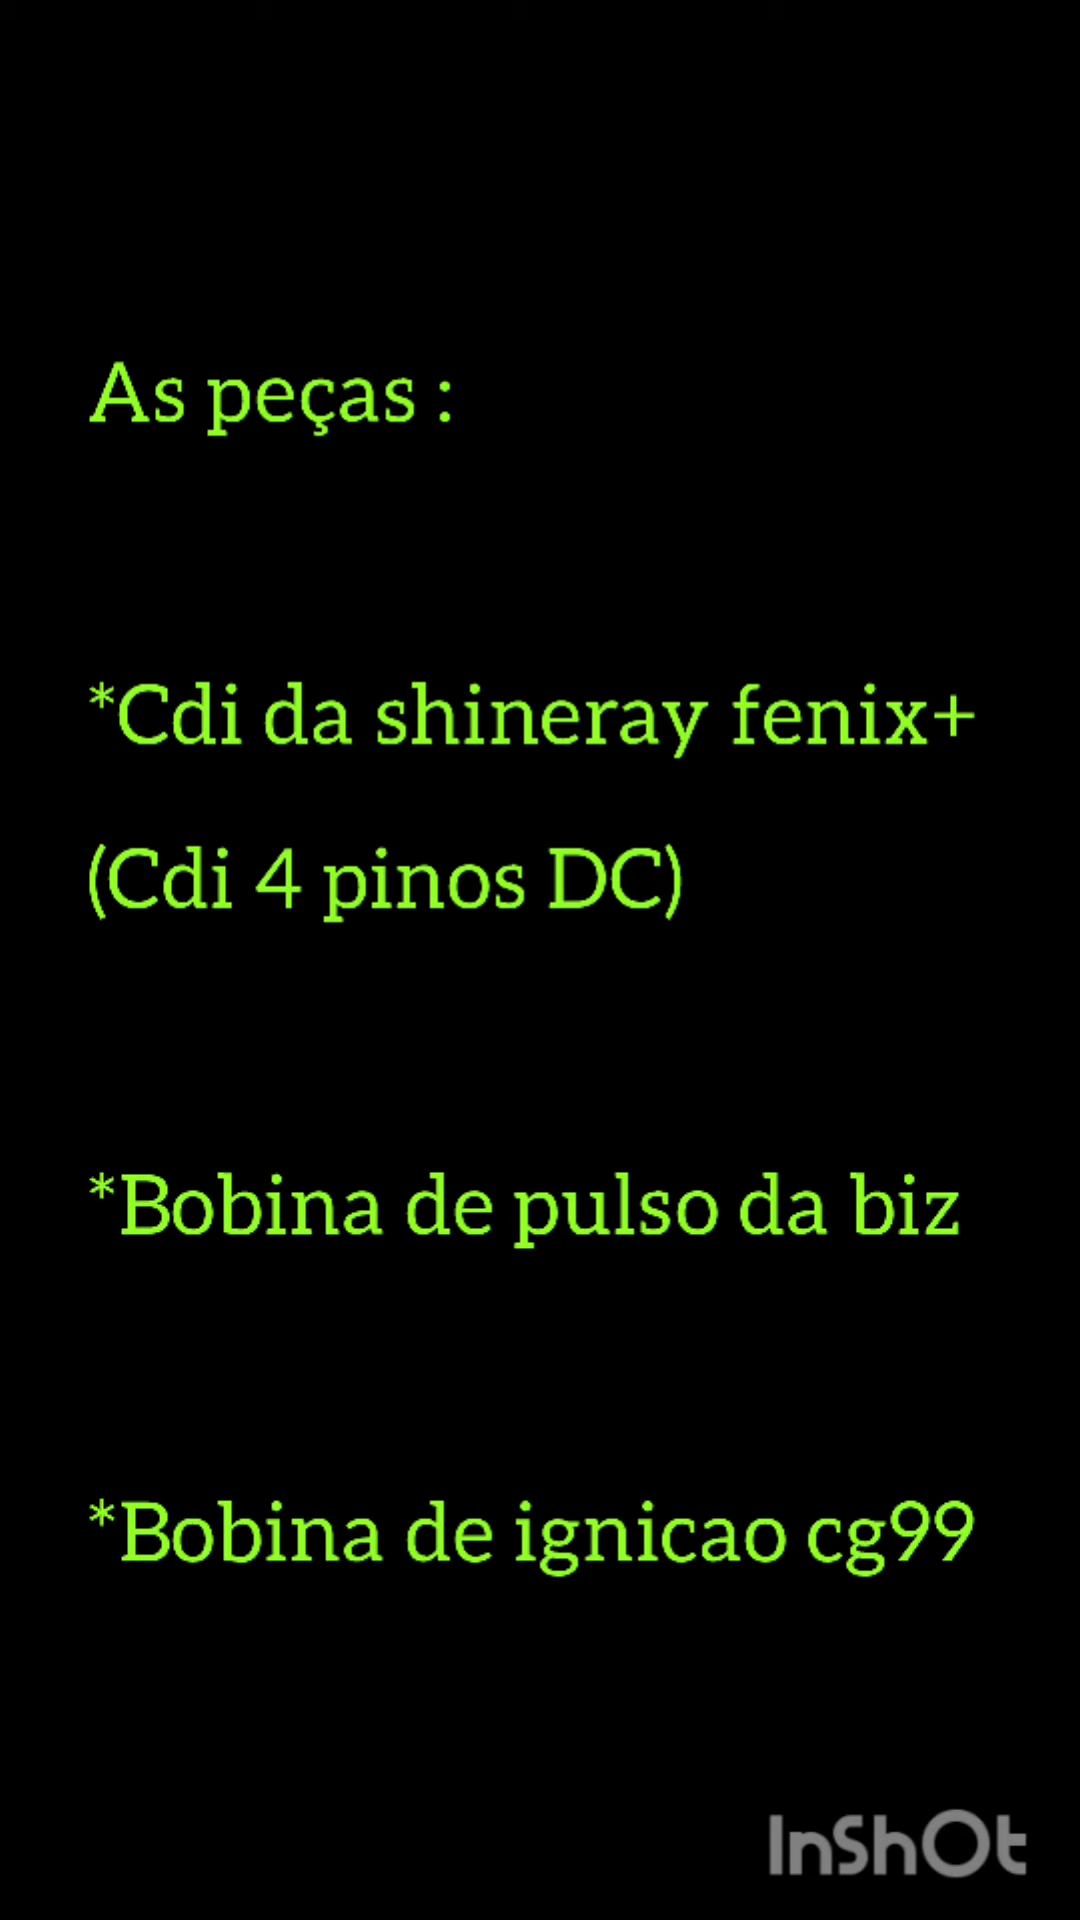 As peças :
*Cdi da shineray fenix+
(Cdi 4 pinos DC)
*Bobina de pulso da biz
*Bobina de ignicao cg99
InShOt